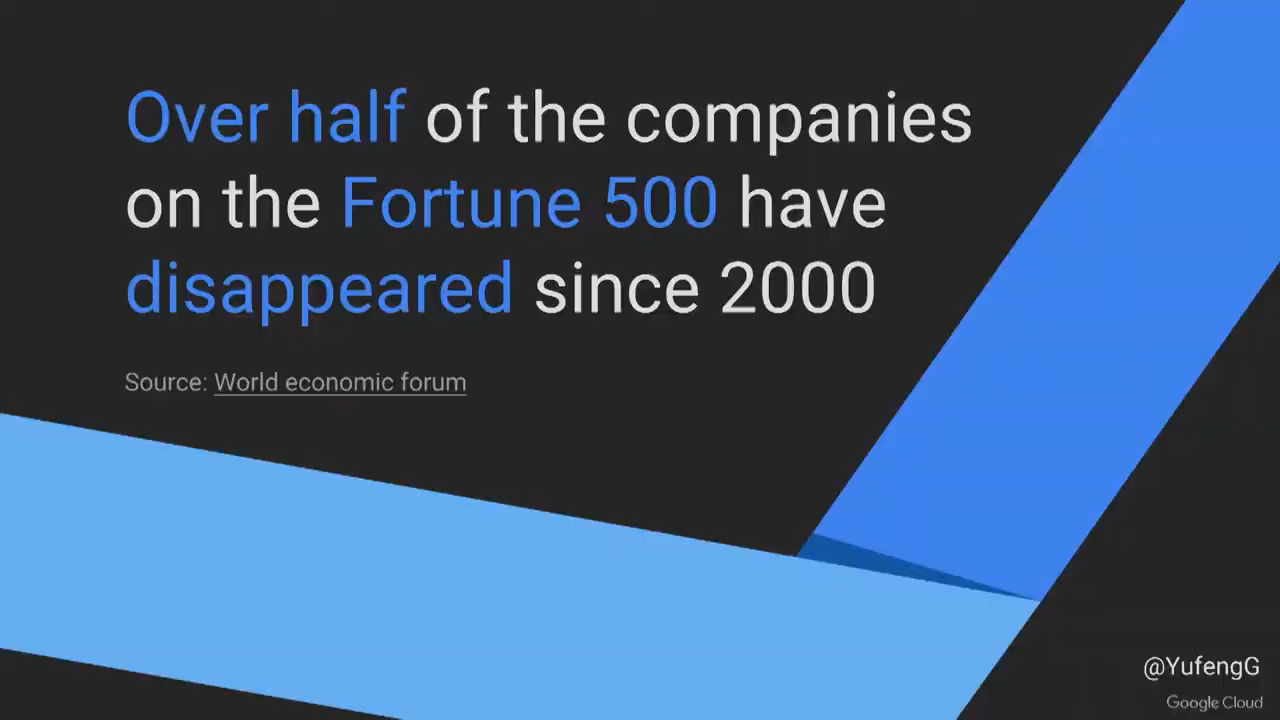 Over half of the companies
on the Fortune 500 have
disappeared since 2000
Source: World economic forum
@YufengG
Google Cloud